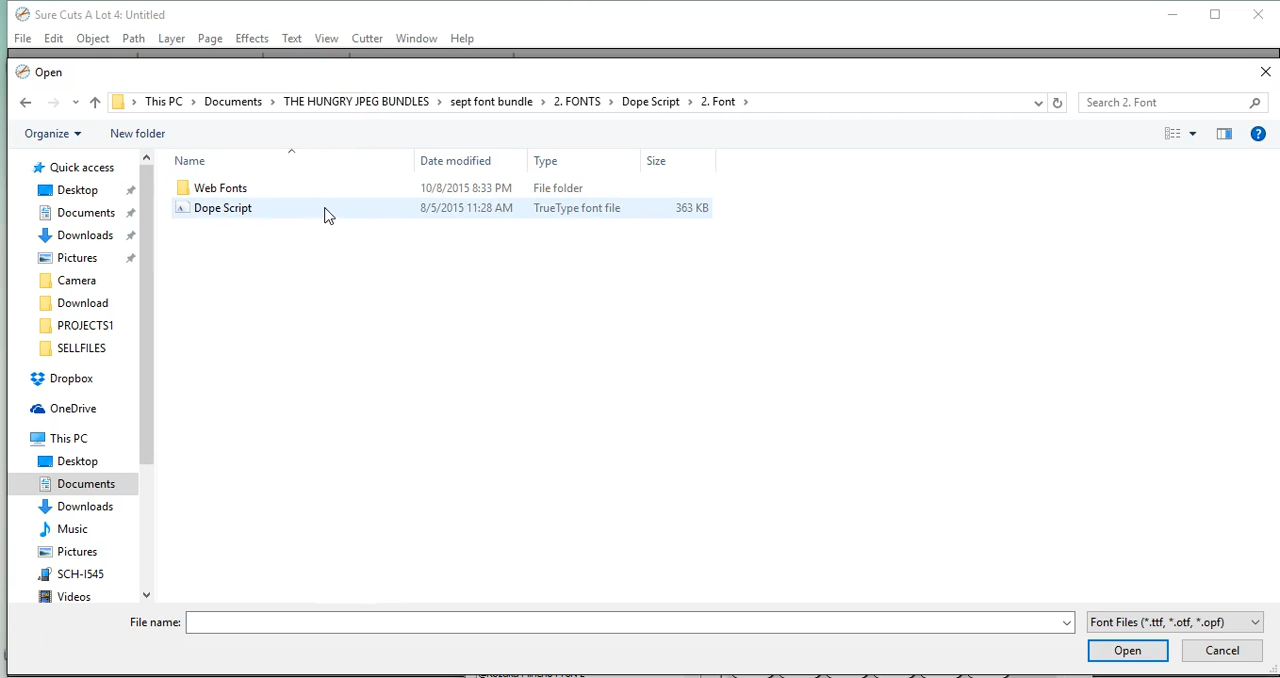 Sure Cuts A Lot 4: Untitled
File Edit Object Path Layer Page Effects Text View Cutter Window Help
Open
This PC > Documents > THE HUNGRY JPEG BUNDLES > sept font bundle > 2. FONTS > Dope Script > 2. Font >
Search 2. Font
Organize New folder
Name Date modified Type Size
Web Fonts 10/8/2015 8:33 PM File folder
Dope Script 8/5/2015 11:28 AM TrueType font file 363 KB
Quick access
Desktop
Documents
Downloads
Pictures
Camera
Download
PROJECTS1
SELLFILES
Dropbox
OneDrive
This PC
Desktop
Documents
Downloads
Music
Pictures
SCH-I545
Videos
File name:
Font Files (*.ttf, *.otf, *.opf)
Open Cancel